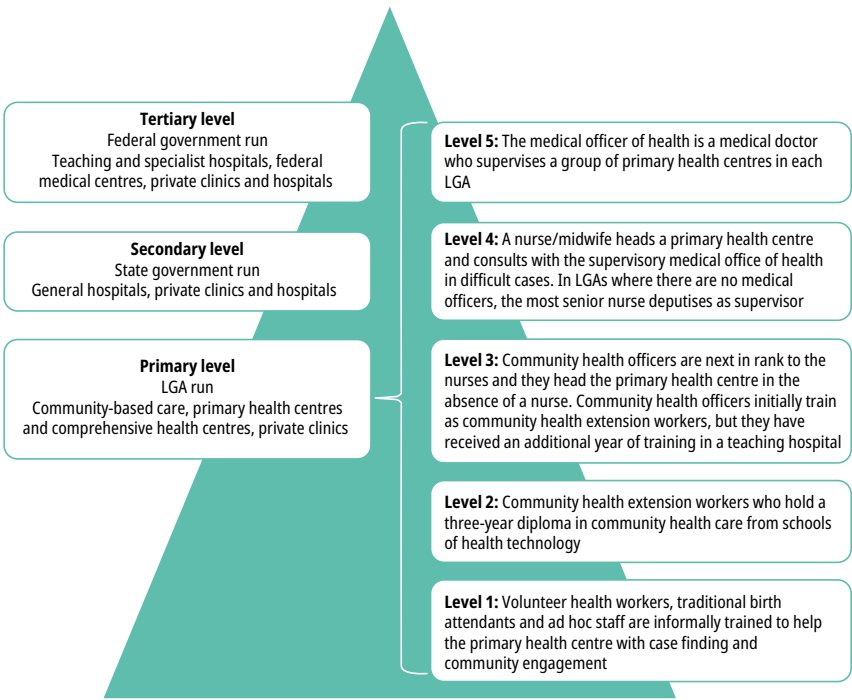 Tertiary level
Federal government run
Teaching and specialist hospitals, federal
medical centres, private clinics and hospitals
Secondary level
State government run
General hospitals, private clinics and hospitals
Primary level
LGA run
Community-based care, primary health centres
and comprehensive health centres, private clinics
Level 5: The medical officer of health is a medical doctor
who supervises a group of primary health centres in each
LGA
Level 4: A nurse/midwife heads a primary health centre
and consults with the supervisory medical office of health
in difficult cases. In LGAs where there are no medical
officers, the most senior nurse deputises as supervisor
Level 3: Community health officers are next in rank to the
nurses and they head the primary health centre in the
absence of a nurse. Community health officers initially train
as community health extension workers, but they have
received an additional year of training in a teaching hospital
Level 2: Community health extension workers who hold a
three-year diploma in community health care from schools
of health technology
Level 1: Volunteer health workers, traditional birth
attendants and ad hoc staff are informally trained to help
the primary health centre with case finding and
community engagement